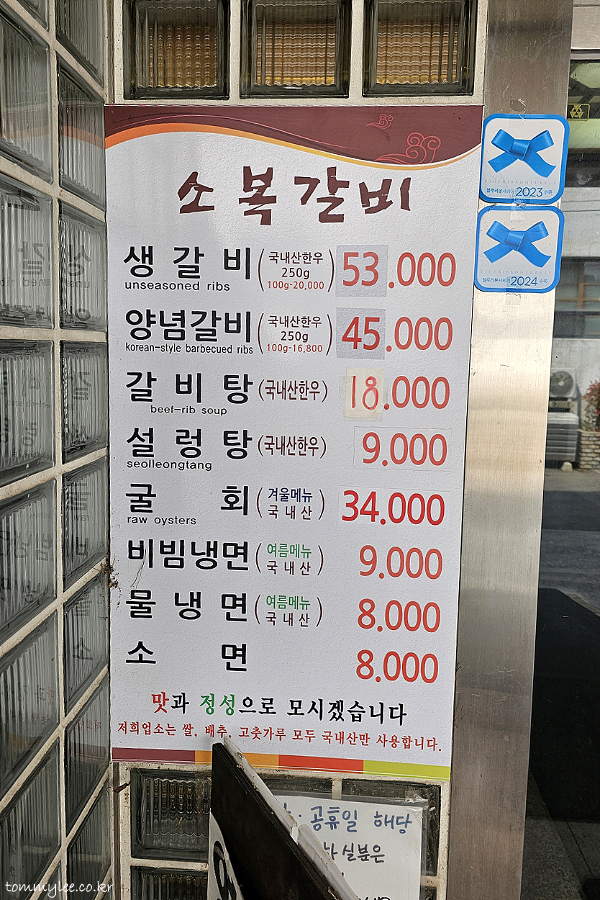 소복갈비
생갈비 (국내산한우 250g 100g-20,000) 53.000
unseasoned ribs
양념갈비 (국내산한우 250g 100g-16,800) 45.000
korean-style barbecued ribs
갈비탕 (국내산한우) 18.000
beef-rib soup
설렁탕 (국내산한우) 9.000
seolleongtang
굴 회 (겨울메뉴 국내산) 34.000
raw oysters
비빔냉면 (여름메뉴 국내산) 9.000
물냉면 (여름메뉴 국내산) 8.000
소 면 8.000
맛과 정성으로 모시겠습니다
저희업소는 쌀, 배추, 고춧가루 모두 국내산만 사용합니다.
2023
2024
공휴일 해당
실분은
tommylee.co.kr